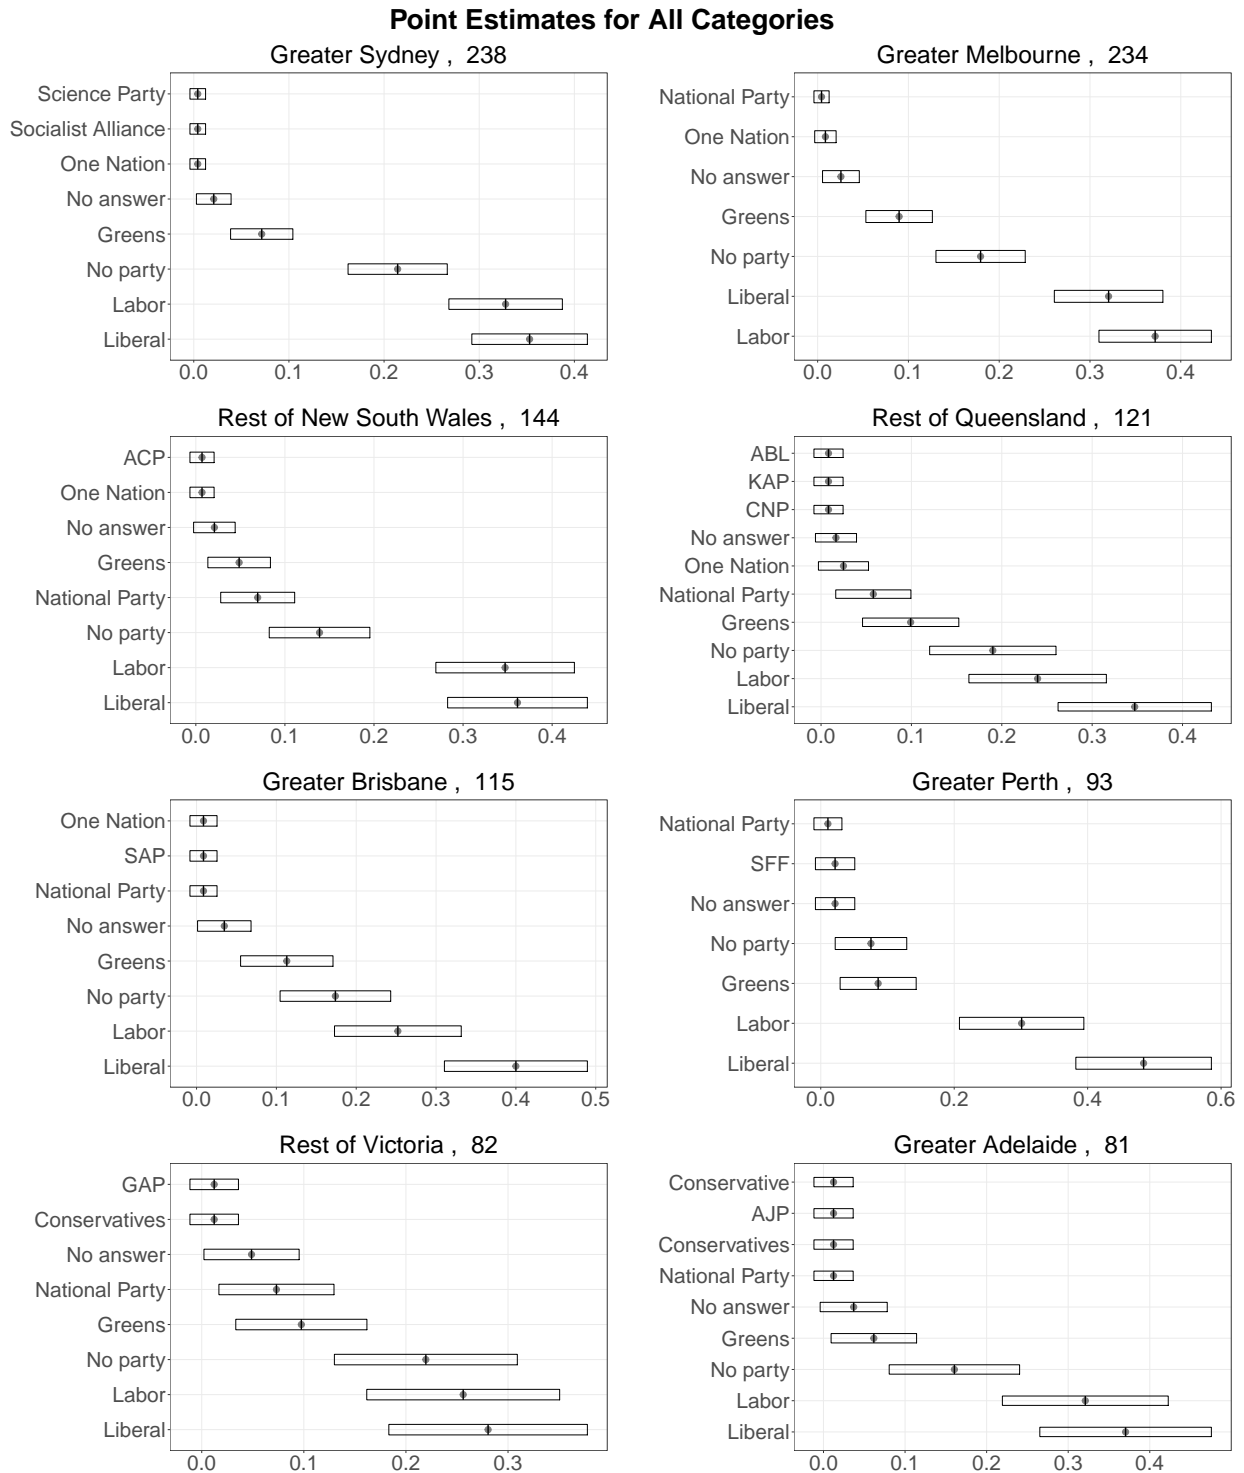 Point Estimates for All Categories
Greater Sydney , 238
Science Party
Socialist Alliance
One Nation
No answer
Greens
No party
Labor
Liberal
0.0 0.1 0.2 0.3 0.4
Greater Melbourne , 234
National Party
One Nation
No answer
Greens
No party
Liberal
Labor
0.0 0.1 0.2 0.3 0.4
Rest of New South Wales , 144
ACP
One Nation
No answer
Greens
National Party
No party
Labor
Liberal
0.0 0.1 0.2 0.3 0.4
Rest of Queensland , 121
ABL
KAP
CNP
No answer
One Nation
National Party
Greens
No party
Labor
Liberal
0.0 0.1 0.2 0.3 0.4
Greater Brisbane , 115
One Nation
SAP
National Party
No answer
Greens
No party
Labor
Liberal
0.0 0.1 0.2 0.3 0.4 0.5
Greater Perth , 93
National Party
SFF
No answer
No party
Greens
Labor
Liberal
0.0 0.2 0.4 0.6
Rest of Victoria , 82
GAP
Conservatives
No answer
National Party
Greens
No party
Labor
Liberal
0.0 0.1 0.2 0.3
Greater Adelaide , 81
Conservative
AJP
Conservatives
National Party
No answer
Greens
No party
Labor
Liberal
0.0 0.1 0.2 0.3 0.4